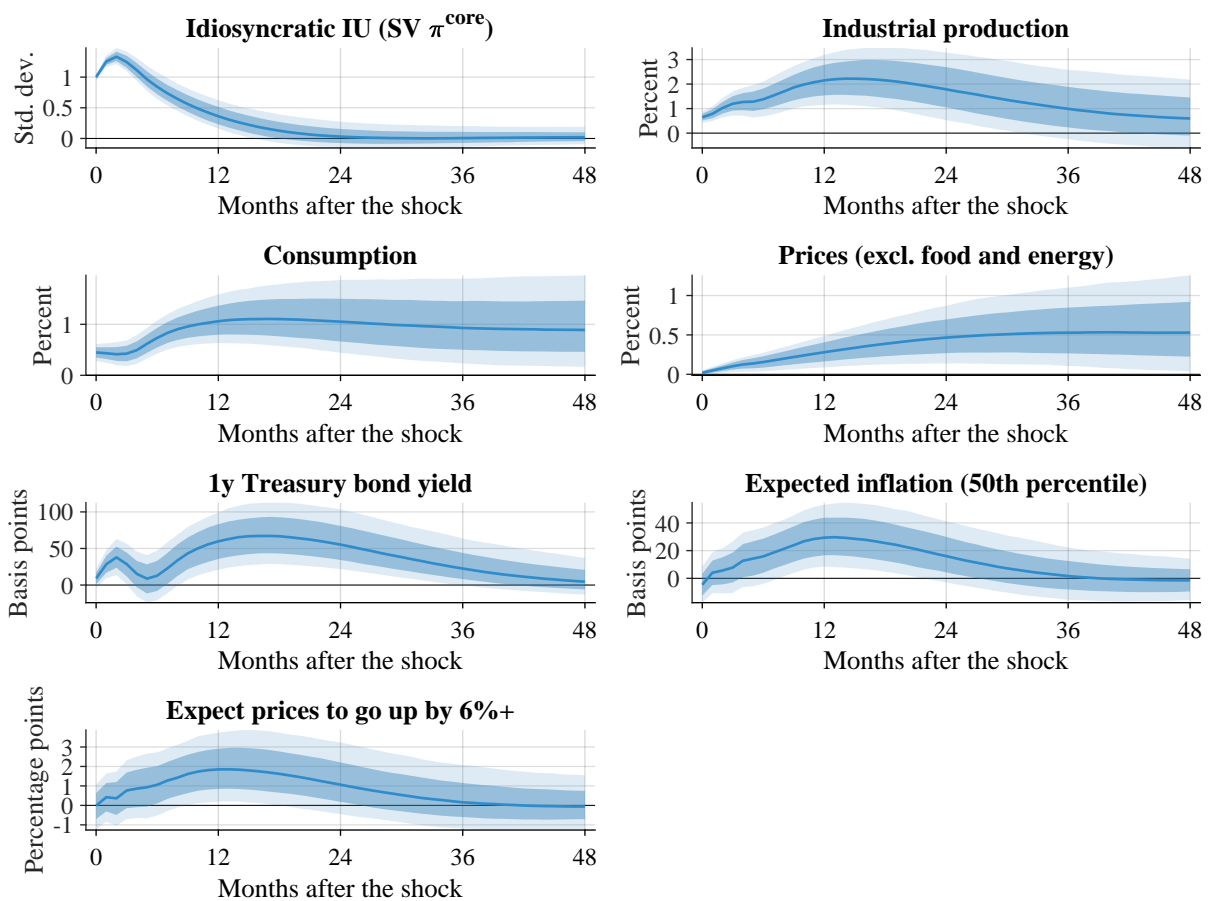 Idiosyncratic IU (SV π^core)
Std. dev.
1
0.5
0
0 12 24 36 48
Months after the shock
Industrial production
Percent
3
2
1
0
0 12 24 36 48
Months after the shock
Consumption
Percent
1
0
0 12 24 36 48
Months after the shock
Prices (excl. food and energy)
Percent
1
0.5
0
0 12 24 36 48
Months after the shock
1y Treasury bond yield
Basis points
100
50
0
0 12 24 36 48
Months after the shock
Expected inflation (50th percentile)
Basis points
40
20
0
0 12 24 36 48
Months after the shock
Expect prices to go up by 6%+
Percentage points
3
2
1
0
-1
0 12 24 36 48
Months after the shock